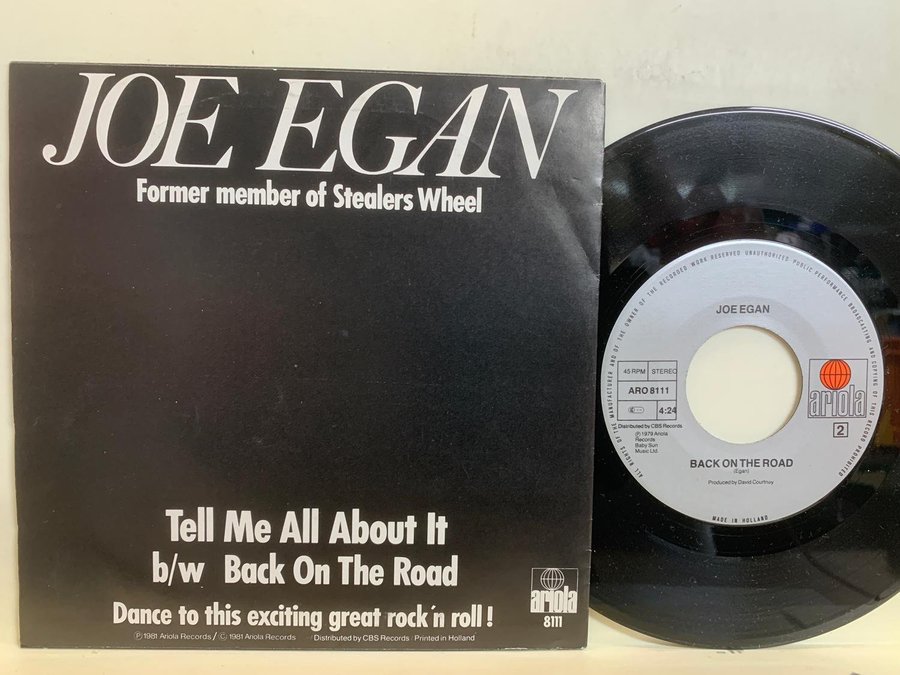 JOE EGAN
Former member of Stealers Wheel
Tell Me All About It
b/w Back On The Road
Dance to this exciting great rock'n roll!
Ⓟ 1981 Ariola Records / © 1981 Ariola Records Distributed by CBS Records Printed in Holland
ariola
8111
ALL RIGHTS OF THE MANUFACTURER AND OF THE OWNER OF THE RECORDED WORK RESERVED UNAUTHORIZED PUBLIC PERFORMANCE BROADCASTING AND COPYING OF THIS RECORD PROHIBITED
JOE EGAN
45 RPM STEREO
ARO 8111
4:24
Distributed by CBS Records
Ⓟ 1979 Ariola
Records
Baby Sun
Music Ltd.
ariola
2
BACK ON THE ROAD
(Egan)
Produced by David Courtnuy
MADE IN HOLLAND